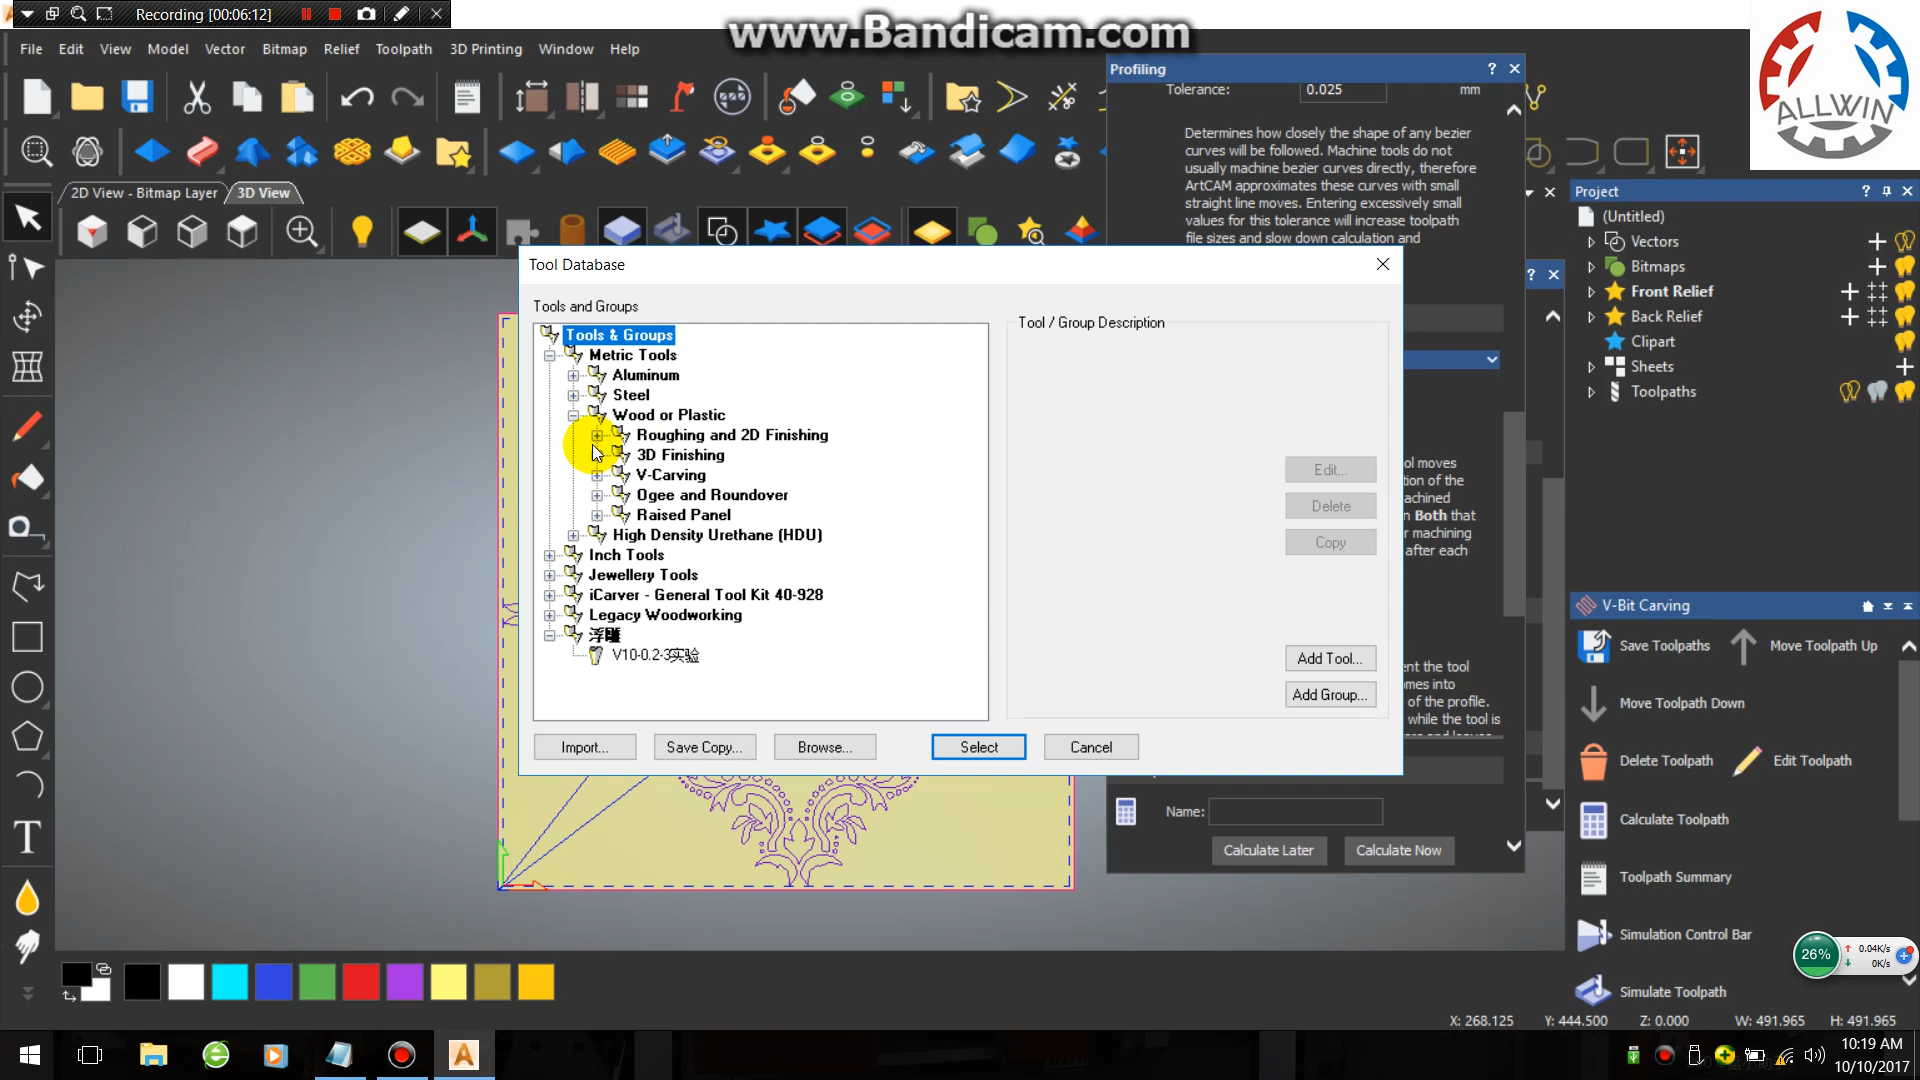 Recording [00:06:12]
www.Bandicam.com
File Edit View Model Vector Bitmap Relief Toolpath 3D Printing Window Help
Profiling
ALLWIN
Tolerance: 0.025 mm
Determines how closely the shape of any bezier
curves will be followed. Machine tools do not
usually machine bezier curves directly, therefore
ArtCAM approximates these curves with small
straight line moves. Entering excessively small
values for this tolerance will increase toolpath
file sizes and slow down calculation and
2D View - Bitmap Layer 3D View
Project
(Untitled)
Vectors
Bitmaps
Front Relief
Back Relief
Clipart
Sheets
Toolpaths
Tool Database
Tools and Groups
Tools & Groups
Metric Tools
Aluminum
Steel
Wood or Plastic
Roughing and 2D Finishing
3D Finishing
V-Carving
Ogee and Roundover
Raised Panel
High Density Urethane (HDU)
Inch Tools
Jewellery Tools
iCarver - General Tool Kit 40-928
Legacy Woodworking
浮雕
V10-0.2-3实验
Tool / Group Description
Edit...
Delete
Copy
Add Tool...
Add Group...
Import... Save Copy... Browse... Select Cancel
ol moves
tion of the
achined
n Both that
r machining
after each
ent the tool
omes into
of the profile.
while the tool is
Name:
Calculate Later Calculate Now
V-Bit Carving
Save Toolpaths Move Toolpath Up
Move Toolpath Down
Delete Toolpath Edit Toolpath
Calculate Toolpath
Toolpath Summary
Simulation Control Bar
Simulate Toolpath
26% 0.04K/s
0K/s
X: 268.125 Y: 444.500 Z: 0.000 W: 491.965 H: 491.965
10:19 AM
10/10/2017